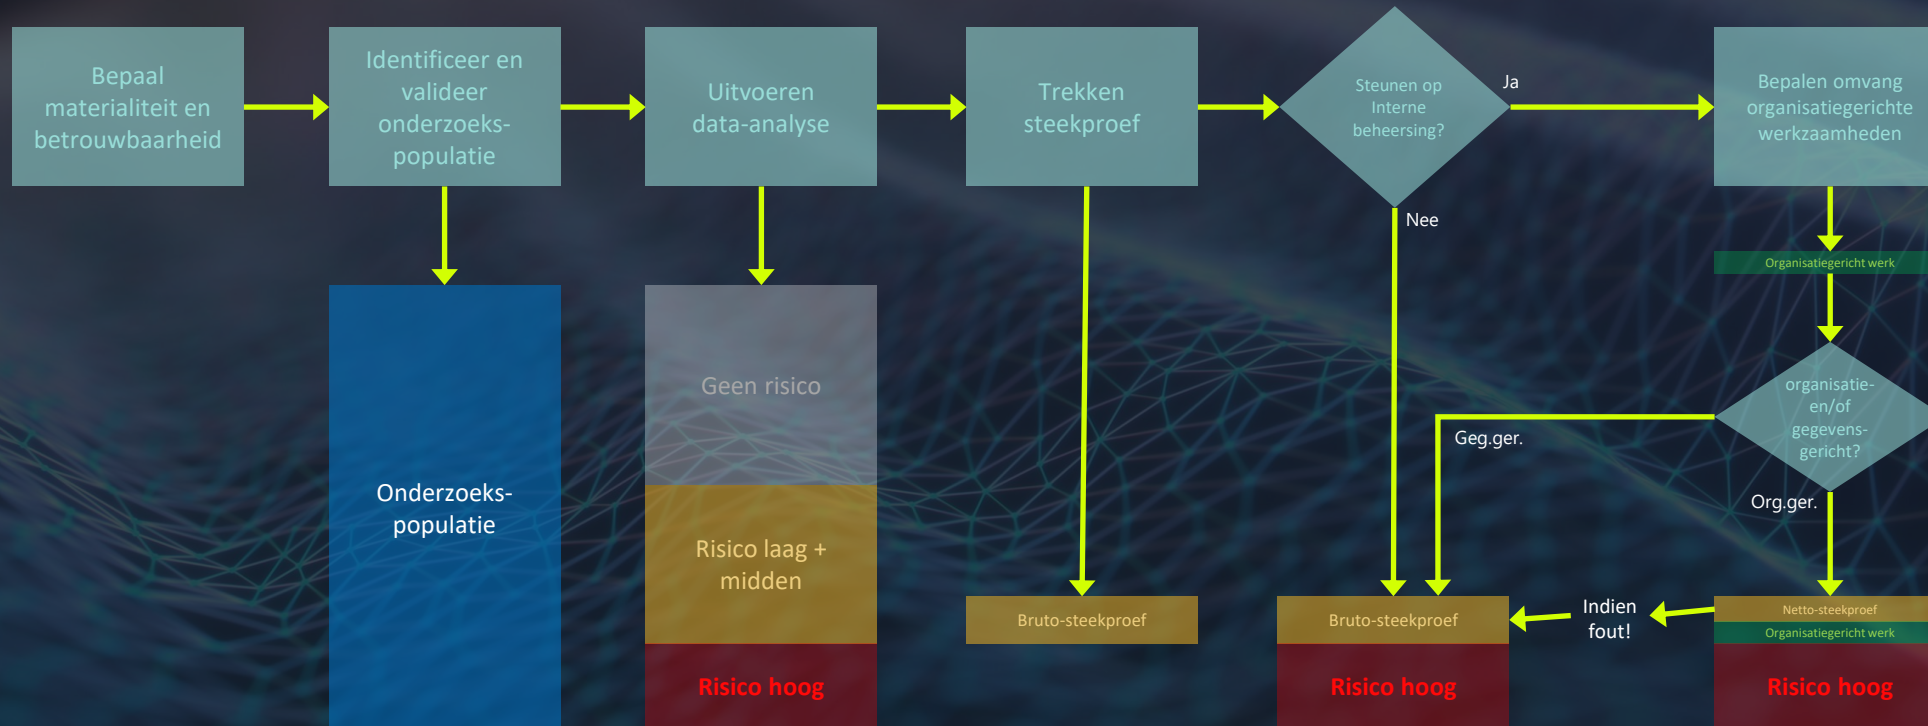 Bepaal
materialiteit en
betrouwbaarheid
Identificeer en
valideer
onderzoeks-
populatie
Uitvoeren
data-analyse
Trekken
steekproef
Steunen op
Interne
beheersing?
Ja
Bepalen omvang
organisatiegerichte
werkzaamheden
Nee
Organisatiegericht werk
organisatie-
en/of
gegevens-
gericht?
Geg.ger.
Org.ger.
Onderzoeks-
populatie
Geen risico
Risico laag +
midden
Risico hoog
Bruto-steekproef
Bruto-steekproef
Risico hoog
Indien
fout!
Netto-steekproef
Organisatiegericht werk
Risico hoog